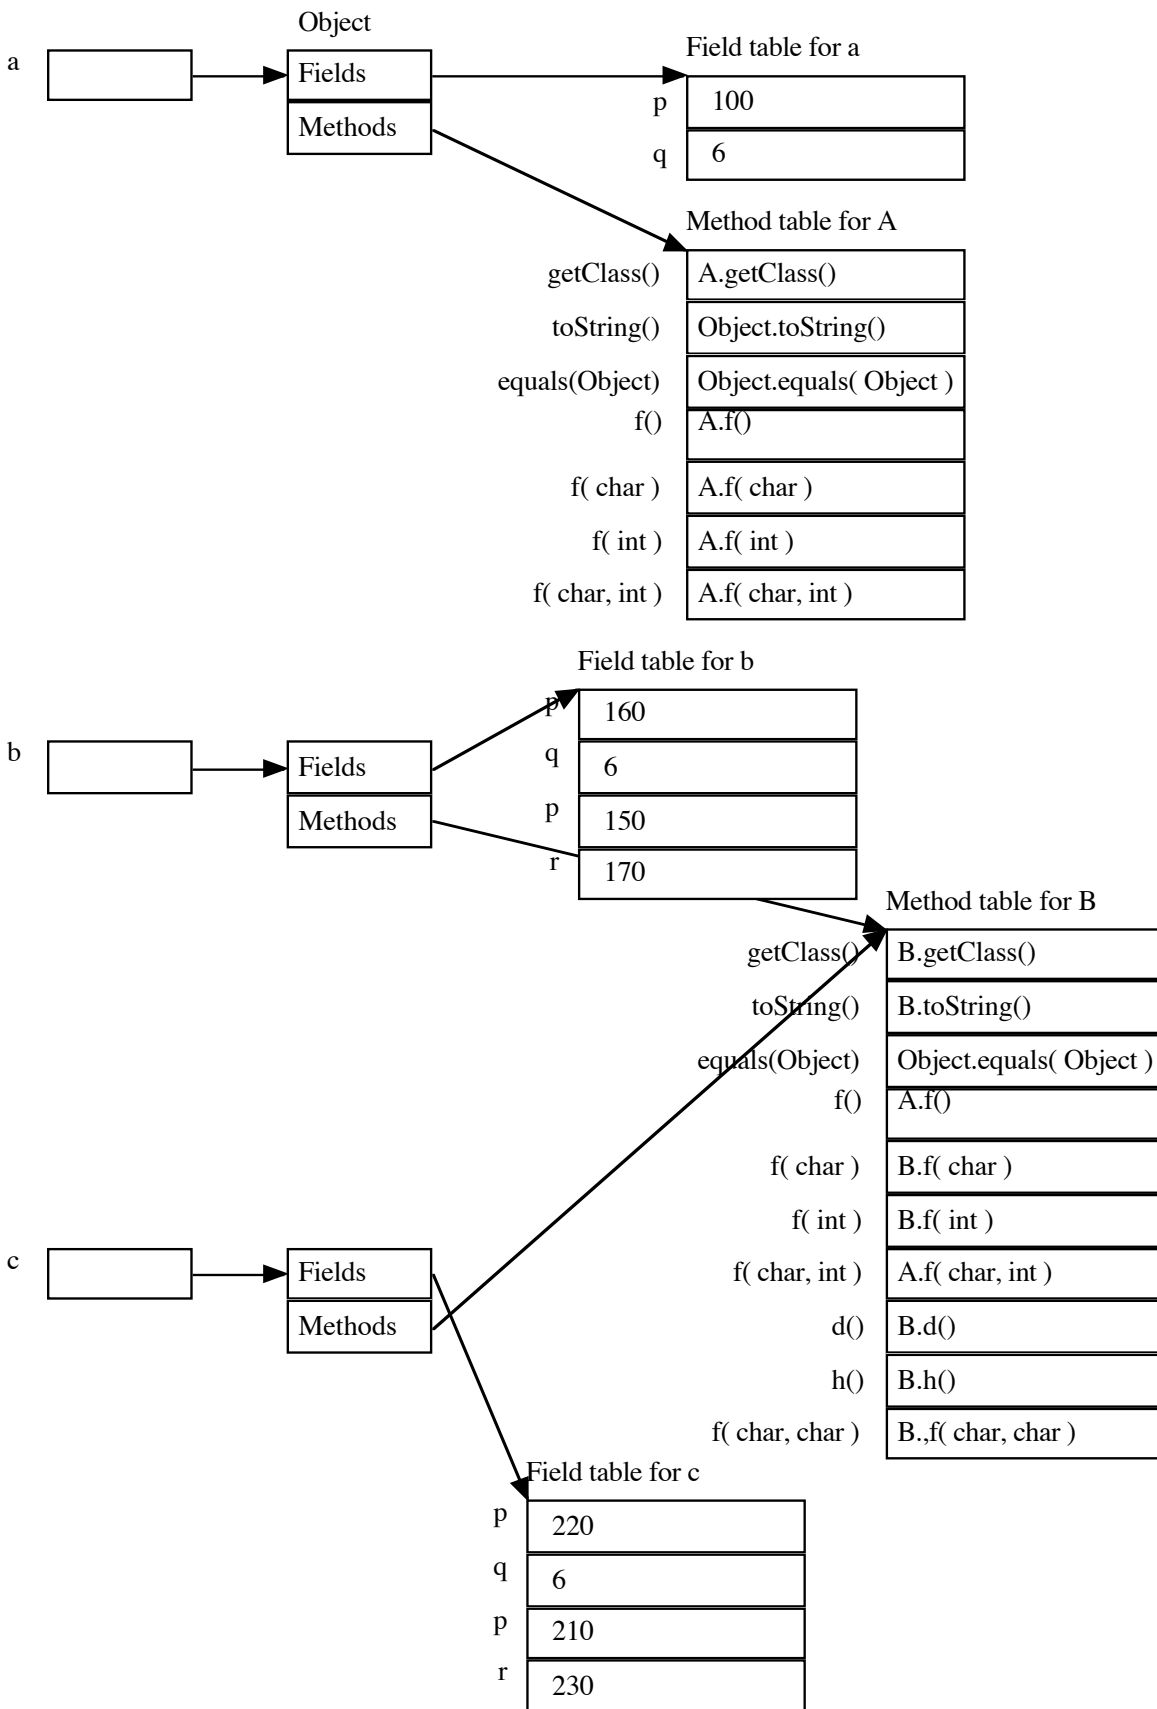 Object
a
Fields
Methods
Field table for a
p 100
q 6
Method table for A
getClass() A.getClass()
toString() Object.toString()
equals(Object) Object.equals( Object )
f() A.f()
f( char ) A.f( char )
f( int ) A.f( int )
f( char, int ) A.f( char, int )
Field table for b
b
Fields
Methods
p 160
q 6
p 150
r 170
Method table for B
getClass() B.getClass()
toString() B.toString()
equals(Object) Object.equals( Object )
f() A.f()
f( char ) B.f( char )
f( int ) B.f( int )
f( char, int ) A.f( char, int )
d() B.d()
h() B.h()
f( char, char ) B.,f( char, char )
c
Fields
Methods
Field table for c
p 220
q 6
p 210
r 230